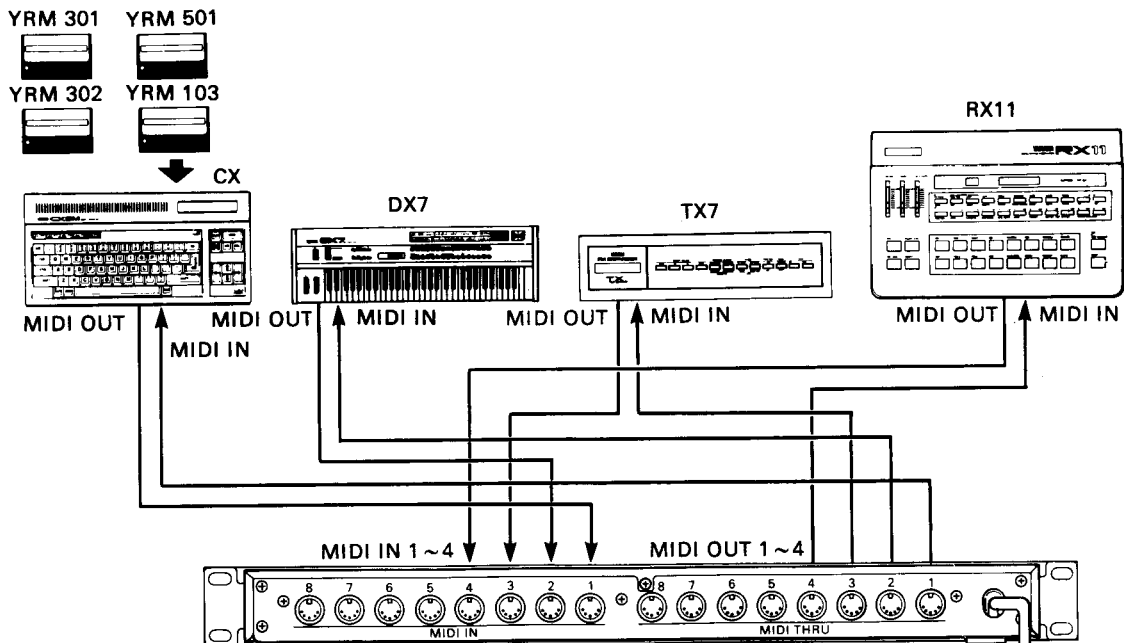 YRM 301 YRM 501
YRM 302 YRM 103
RX11
CX
RX11
DX7
TX7
MIDI OUT
MIDI IN
MIDI OUT
MIDI IN
MIDI OUT
MIDI IN
MIDI OUT
MIDI IN
MIDI IN 1~4
MIDI OUT 1~4
8 7 6 5 4 3 2 1
8 7 6 5 4 3 2 1
MIDI IN
MIDI THRU